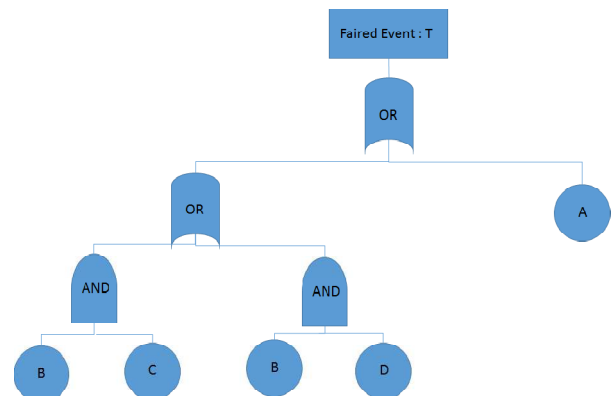 Faired Event : T
OR
OR
A
AND
AND
B
C
B
D